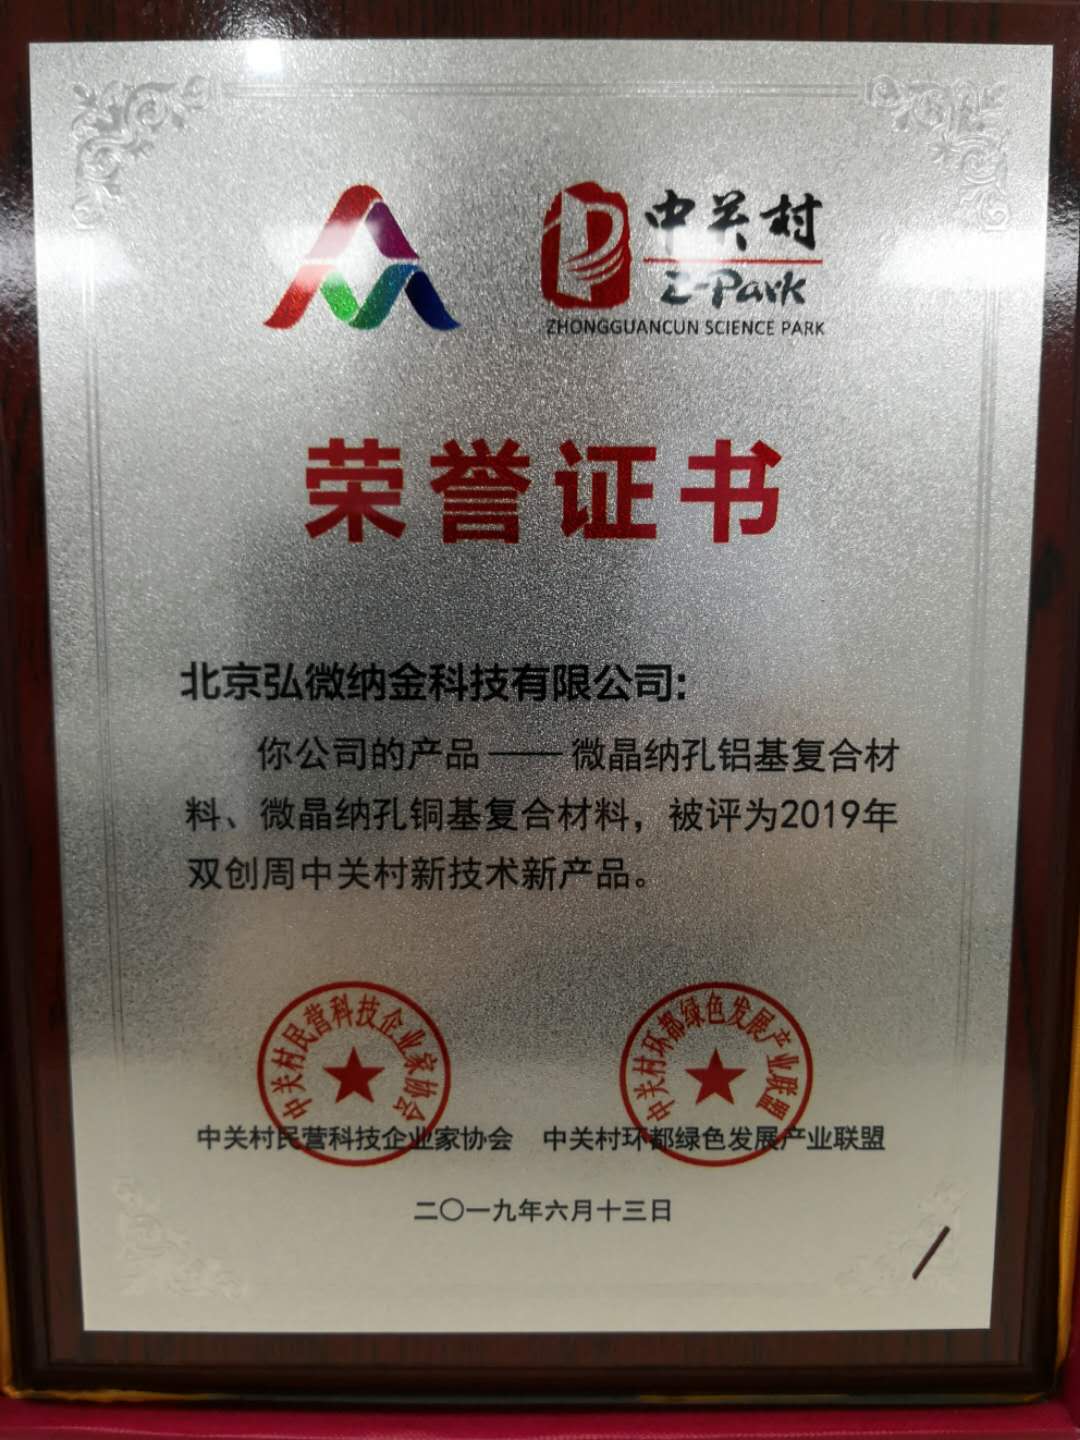 中关村
Z-Park
ZHONGGUANCUN SCIENCE PARK
荣誉证书
北京弘微纳金科技有限公司:
你公司的产品——微晶纳孔铝基复合材
料、微晶纳孔铜基复合材料，被评为2019年
双创周中关村新技术新产品。
中关村民营科技企业家协会
中关村环都绿色发展产业联盟
中关村民营科技企业家协会 中关村环都绿色发展产业联盟
二〇一九年六月十三日